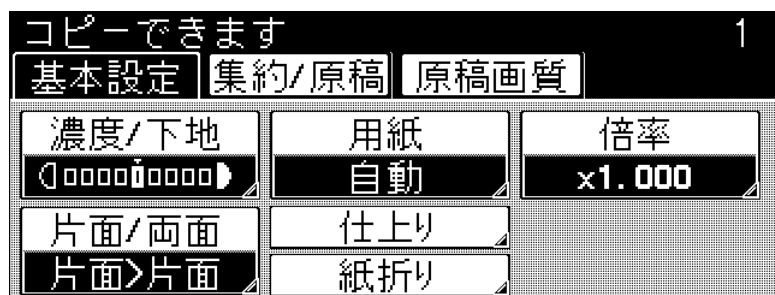 コピーできます 1
基本設定 集約/原稿 原稿画質
濃度/下地 用紙 倍率
自動 x1.000
片面/両面 仕上り
片面>片面 紙折り